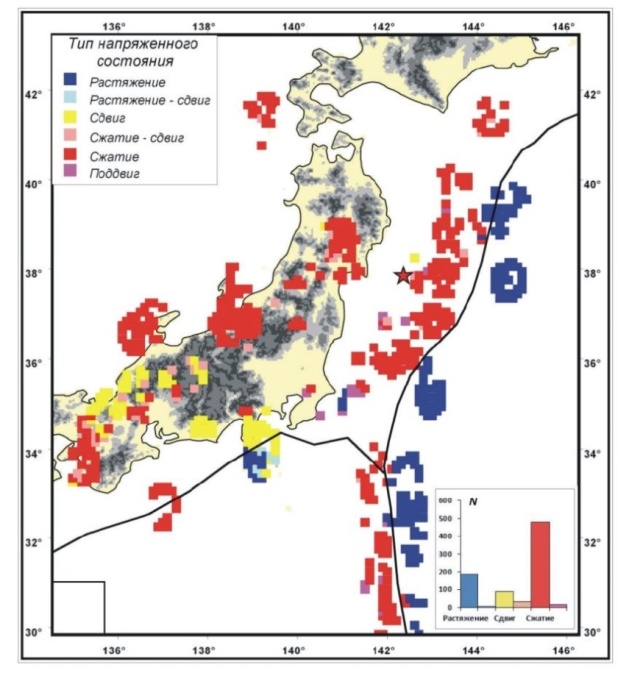 136° 138° 140° 142° 144° 146°
Тип напряженного
состояния
Растяжение
Растяжение - сдвиг
Сдвиг
Сжатие - сдвиг
Сжатие
Поддвиг
42° 42°
40° 40°
38° 38°
36° 36°
34° 34°
32° 32°
30° 30°
N
600
500
400
300
200
100
0
Растяжение Сдвиг Сжатие
136° 138° 140° 142° 144° 146°